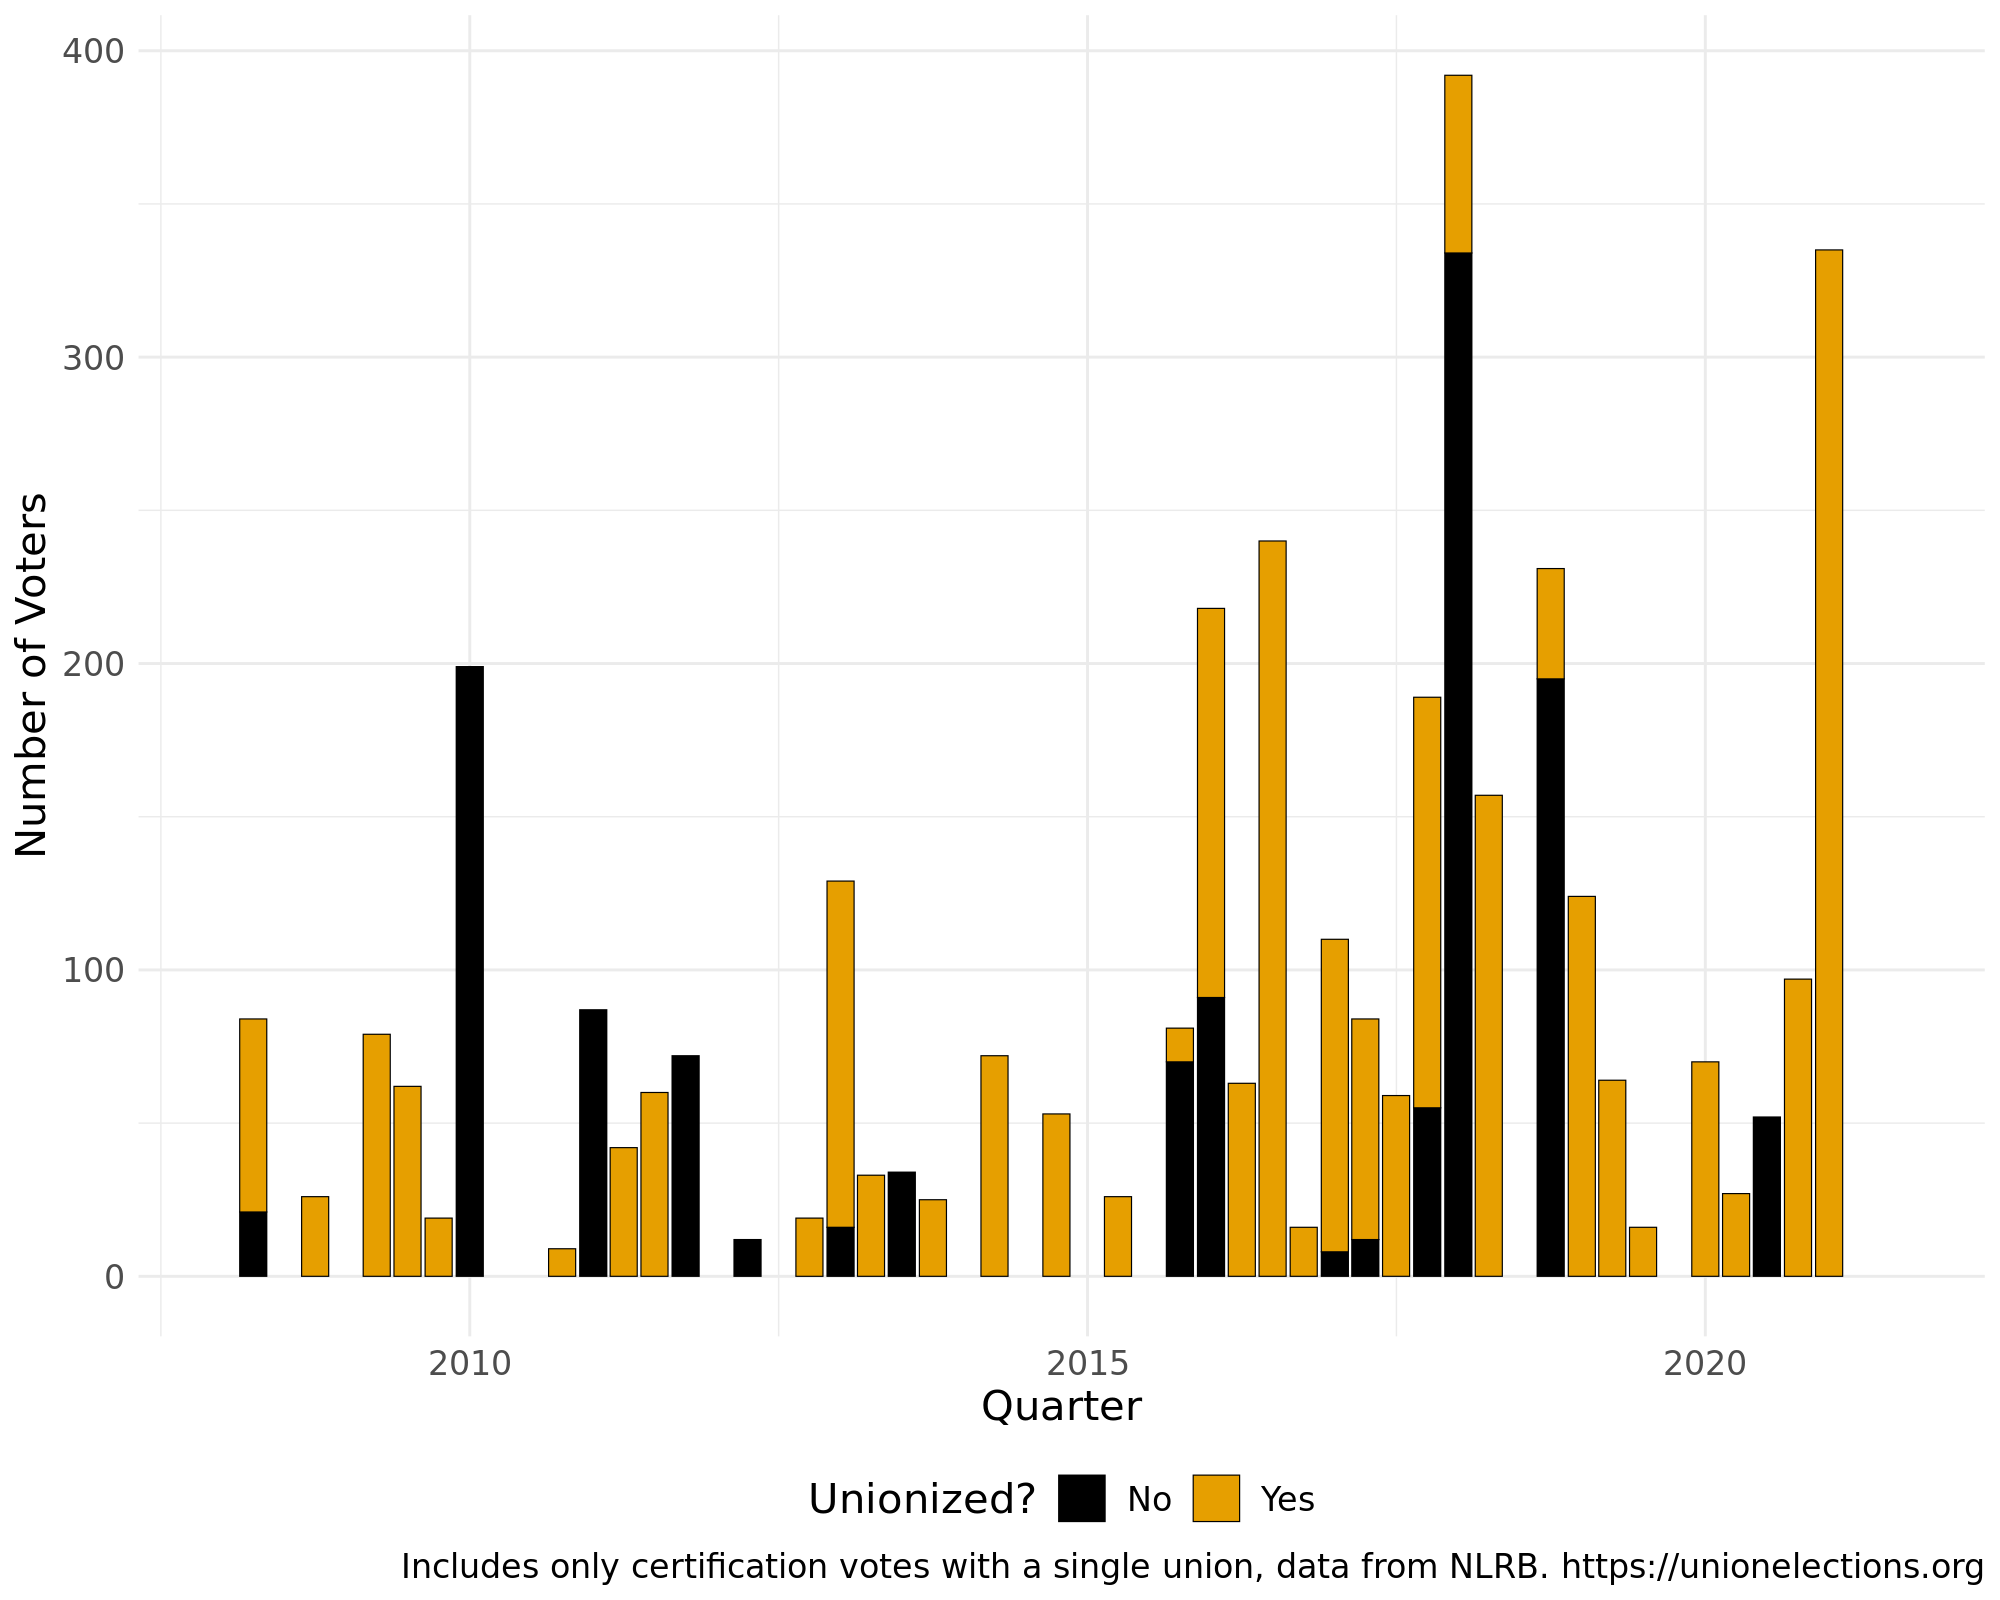 400
300
200
100
0
Number of Voters
2010 2015 2020
Quarter
Unionized? No Yes
Includes only certification votes with a single union, data from NLRB. https://unionelections.org